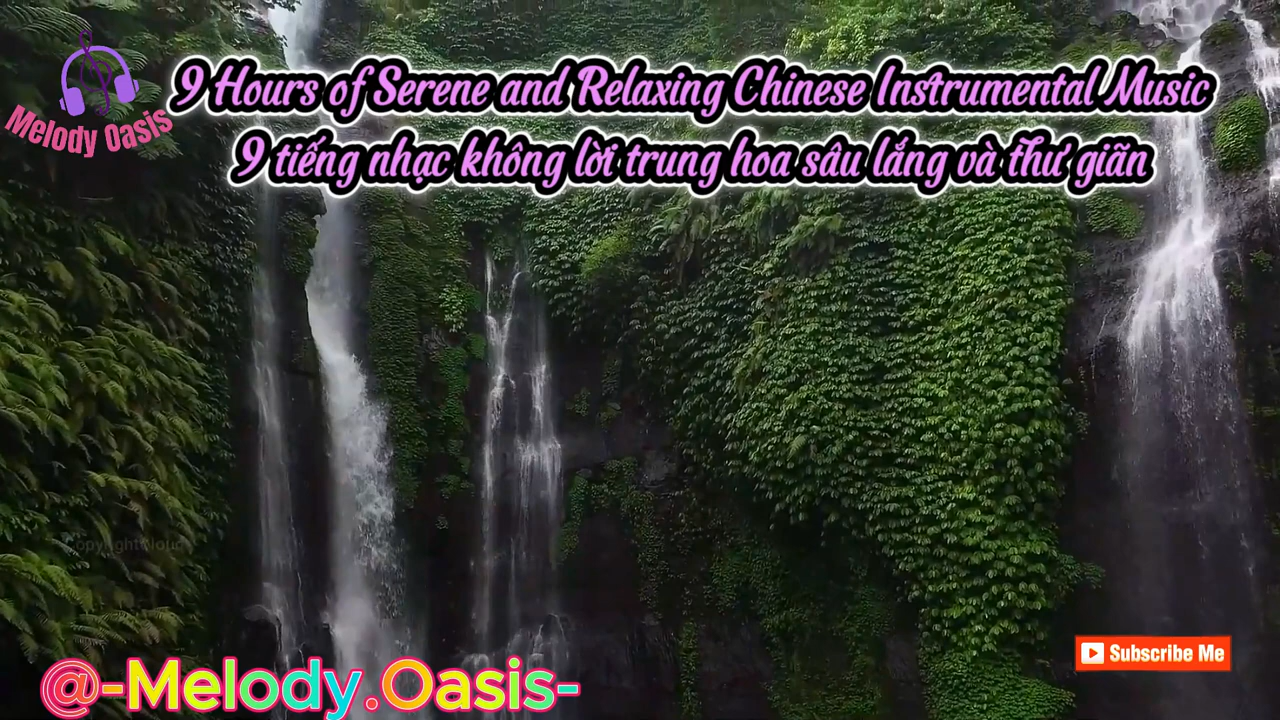 9 Hours of Serene and Relaxing Chinese Instrumental Music
9 tiếng nhạc không lời trung hoa sâu lắng và thư giãn
Melody Oasis
@-Melody.Oasis-
Subscribe Me